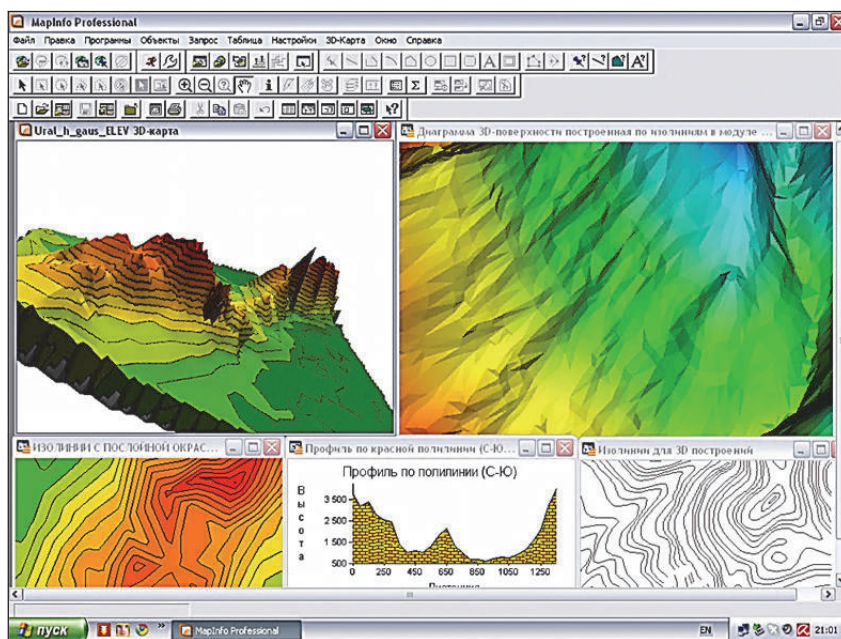 MapInfo Professional
Файл Правка Программы Объекты Запрос Таблица Настройки 3D-Карта Окно Справка
Ural_h_gaus_ELEV 3D-карта
Диаграмма 3D-поверхности построенная по изолиниям в модуле ...
ИЗОЛИНИИ С ПОСЛОЙНОЙ ОКРАС...
Профиль по красной полилинии (С-Ю)
Изолинии для 3D построений
Профиль по полилинии (С-Ю)
Высота
3 500
2 500
1 500
500
0 250 450 650 850 1050 1250
пуск
MapInfo Professional
EN
21:01